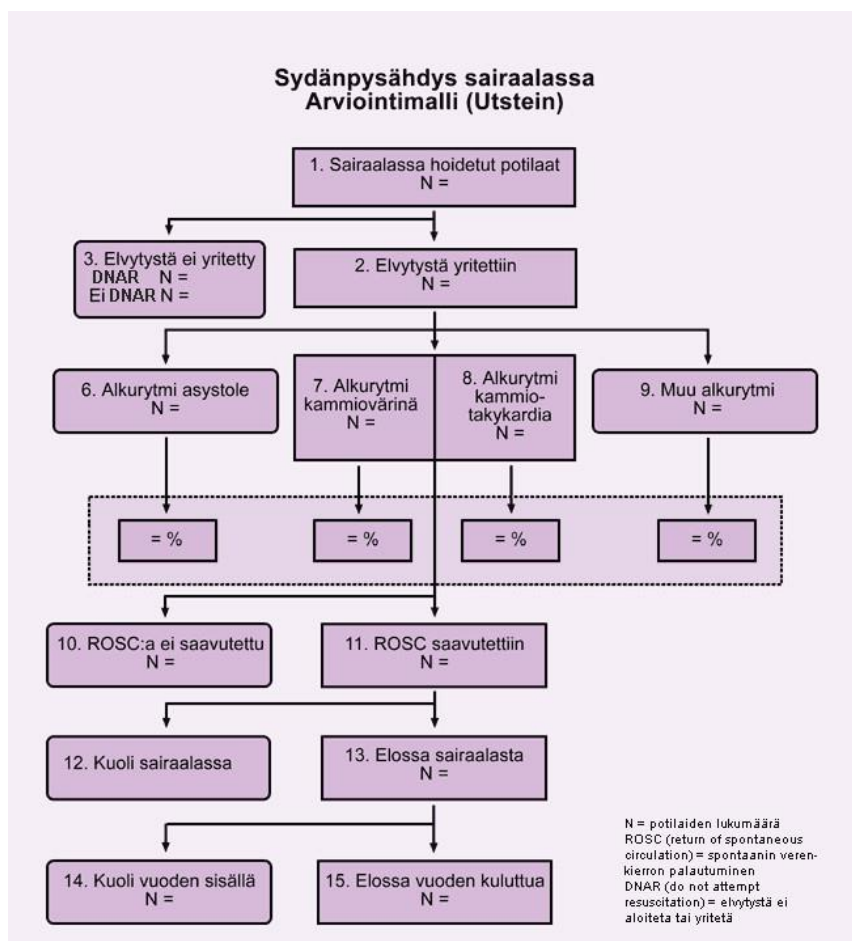 Sydänpysähdys sairaalassa
Arviointimalli (Utstein)
1. Sairaalassa hoidetut potilaat
N =
3. Elvytystä ei yritetty
DNAR N =
Ei DNAR N =
2. Elvytystä yritettiin
N =
6. Alkurytmi asystole
N =
7. Alkurytmi
kammiovärinä
N =
8. Alkurytmi
kammio-
takykardia
N =
9. Muu alkurytmi
N =
= %
= %
= %
= %
10. ROSC:a ei saavutettu
N =
11. ROSC saavutettiin
N =
12. Kuoli sairaalassa
13. Elossa sairaalasta
N =
14. Kuoli vuoden sisällä
N =
15. Elossa vuoden kuluttua
N =
N = potilaiden lukumäärä
ROSC (return of spontaneous
circulation) = spontaanin veren-
kierron palautuminen
DNAR (do not attempt
resuscitation) = elvytystä ei
aloiteta tai yritetä